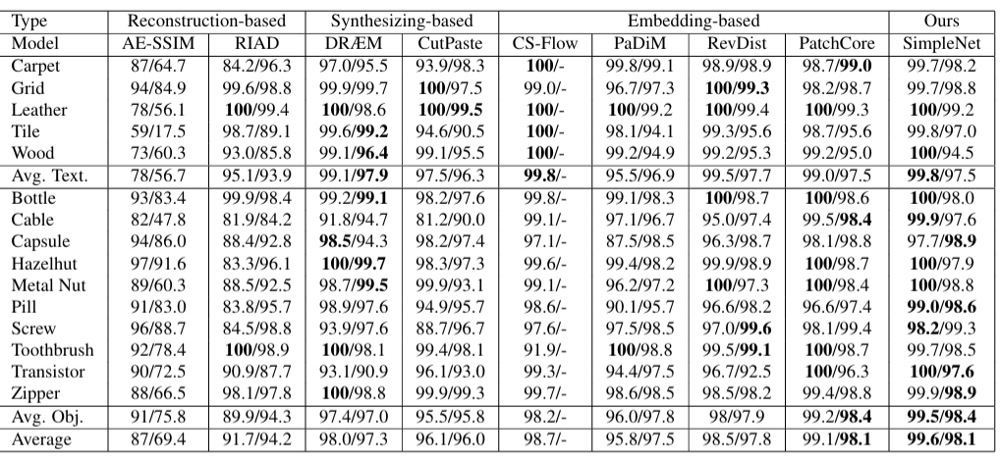 Type Reconstruction-based Synthesizing-based Embedding-based Ours
Model AE-SSIM RIAD DRÆM CutPaste CS-Flow PaDiM RevDist PatchCore SimpleNet
Carpet 87/64.7 84.2/96.3 97.0/95.5 93.9/98.3 100/- 99.8/99.1 98.9/98.9 98.7/99.0 99.7/98.2
Grid 94/84.9 99.6/98.8 99.9/99.7 100/97.5 99.0/- 96.7/97.3 100/99.3 98.2/98.7 99.7/98.8
Leather 78/56.1 100/99.4 100/98.6 100/99.5 100/- 100/99.2 100/99.4 100/99.3 100/99.2
Tile 59/17.5 98.7/89.1 99.6/99.2 94.6/90.5 100/- 98.1/94.1 99.3/95.6 98.7/95.6 99.8/97.0
Wood 73/60.3 93.0/85.8 99.1/96.4 99.1/95.5 100/- 99.2/94.9 99.2/95.3 99.2/95.0 100/94.5
Avg. Text. 78/56.7 95.1/93.9 99.1/97.9 97.5/96.3 99.8/- 95.5/96.9 99.5/97.7 99.0/97.5 99.8/97.5
Bottle 93/83.4 99.9/98.4 99.2/99.1 98.2/97.6 99.8/- 99.1/98.3 100/98.7 100/98.6 100/98.0
Cable 82/47.8 81.9/84.2 91.8/94.7 81.2/90.0 99.1/- 97.1/96.7 95.0/97.4 99.5/98.4 99.9/97.6
Capsule 94/86.0 88.4/92.8 98.5/94.3 98.2/97.4 97.1/- 87.5/98.5 96.3/98.7 98.1/98.8 97.7/98.9
Hazelhut 97/91.6 83.3/96.1 100/99.7 98.3/97.3 99.6/- 99.4/98.2 99.9/98.9 100/98.7 100/97.9
Metal Nut 89/60.3 88.5/92.5 98.7/99.5 99.9/93.1 99.1/- 96.2/97.2 100/97.3 100/98.4 100/98.8
Pill 91/83.0 83.8/95.7 98.9/97.6 94.9/95.7 98.6/- 90.1/95.7 96.6/98.2 96.6/97.4 99.0/98.6
Screw 96/88.7 84.5/98.8 93.9/97.6 88.7/96.7 97.6/- 97.5/98.5 97.0/99.6 98.1/99.4 98.2/99.3
Toothbrush 92/78.4 100/98.9 100/98.1 99.4/98.1 91.9/- 100/98.8 99.5/99.1 100/98.7 99.7/98.5
Transistor 90/72.5 90.9/87.7 93.1/90.9 96.1/93.0 99.3/- 94.4/97.5 96.7/92.5 100/96.3 100/97.6
Zipper 88/66.5 98.1/97.8 100/98.8 99.9/99.3 99.7/- 98.6/98.5 98.5/98.2 99.4/98.8 99.9/98.9
Avg. Obj. 91/75.8 89.9/94.3 97.4/97.0 95.5/95.8 98.2/- 96.0/97.8 98/97.9 99.2/98.4 99.5/98.4
Average 87/69.4 91.7/94.2 98.0/97.3 96.1/96.0 98.7/- 95.8/97.5 98.5/97.8 99.1/98.1 99.6/98.1